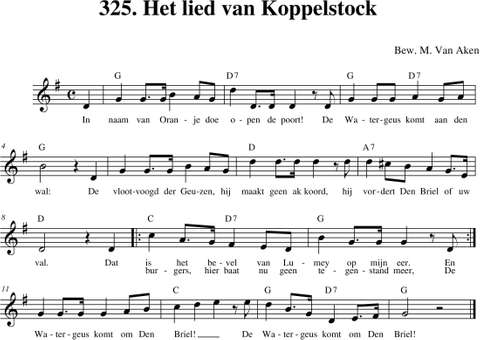 325. Het lied van Koppelstock
Bew. M. Van Aken
G D7 G D7
In naam van Oran-je doe o-pen de poort! De Wa-ter-geus komt aan den
4 G G D A7
wal: De vloot-voogd der Geu-zen, hij maakt geen ak koord, hij vor-dert Den Briel of uw
8 D C D7 G
val. Dat is het be-vel van Lu-mey op mijn eer. En
bur-gers, hier baat nu geen te-gen-stand meer, De
11 G A B C G D7 G
Wa-ter-geus komt om Den Briel! De Wa-ter-geus komt om Den Briel!